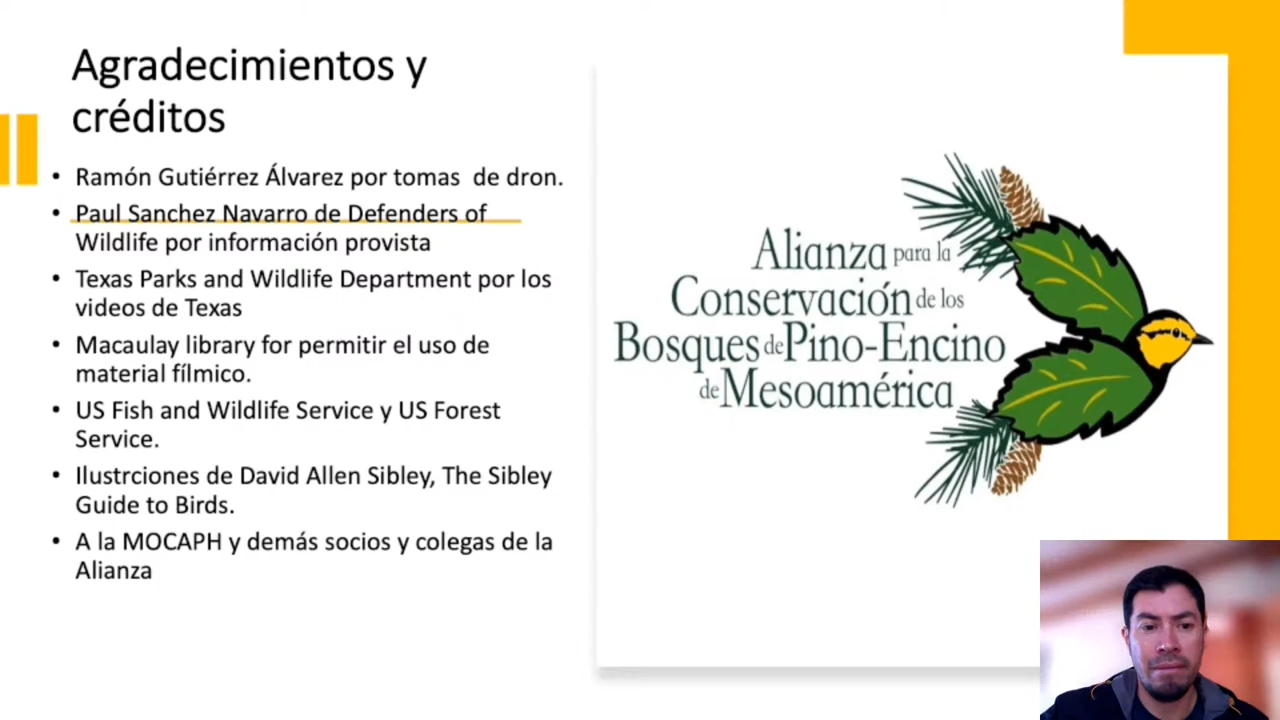 Agradecimientos y
créditos
• Ramón Gutiérrez Álvarez por tomas  de dron.
• Paul Sanchez Navarro de Defenders of
Wildlife por información provista
• Texas Parks and Wildlife Department por los
videos de Texas
• Macaulay library for permitir el uso de
material fílmico.
• US Fish and Wildlife Service y US Forest
Service.
• Ilustrciones de David Allen Sibley, The Sibley
Guide to Birds.
• A la MOCAPH y demás socios y colegas de la
Alianza
Alianza para la
Conservación de los
Bosques de Pino-Encino
de Mesoamérica